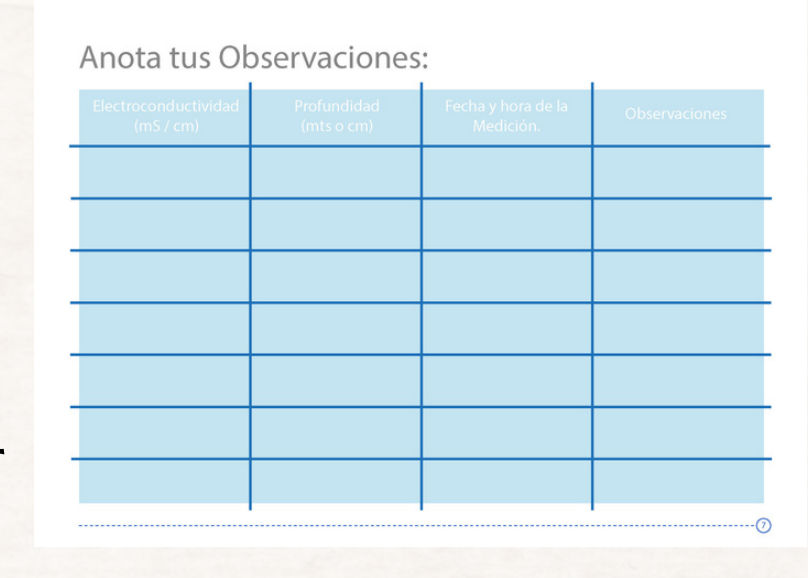 Anota tus Observaciones:
Electroconductividad
(mS / cm)
Profundidad
(mts o cm)
Fecha y hora de la
Medición.
Observaciones
7